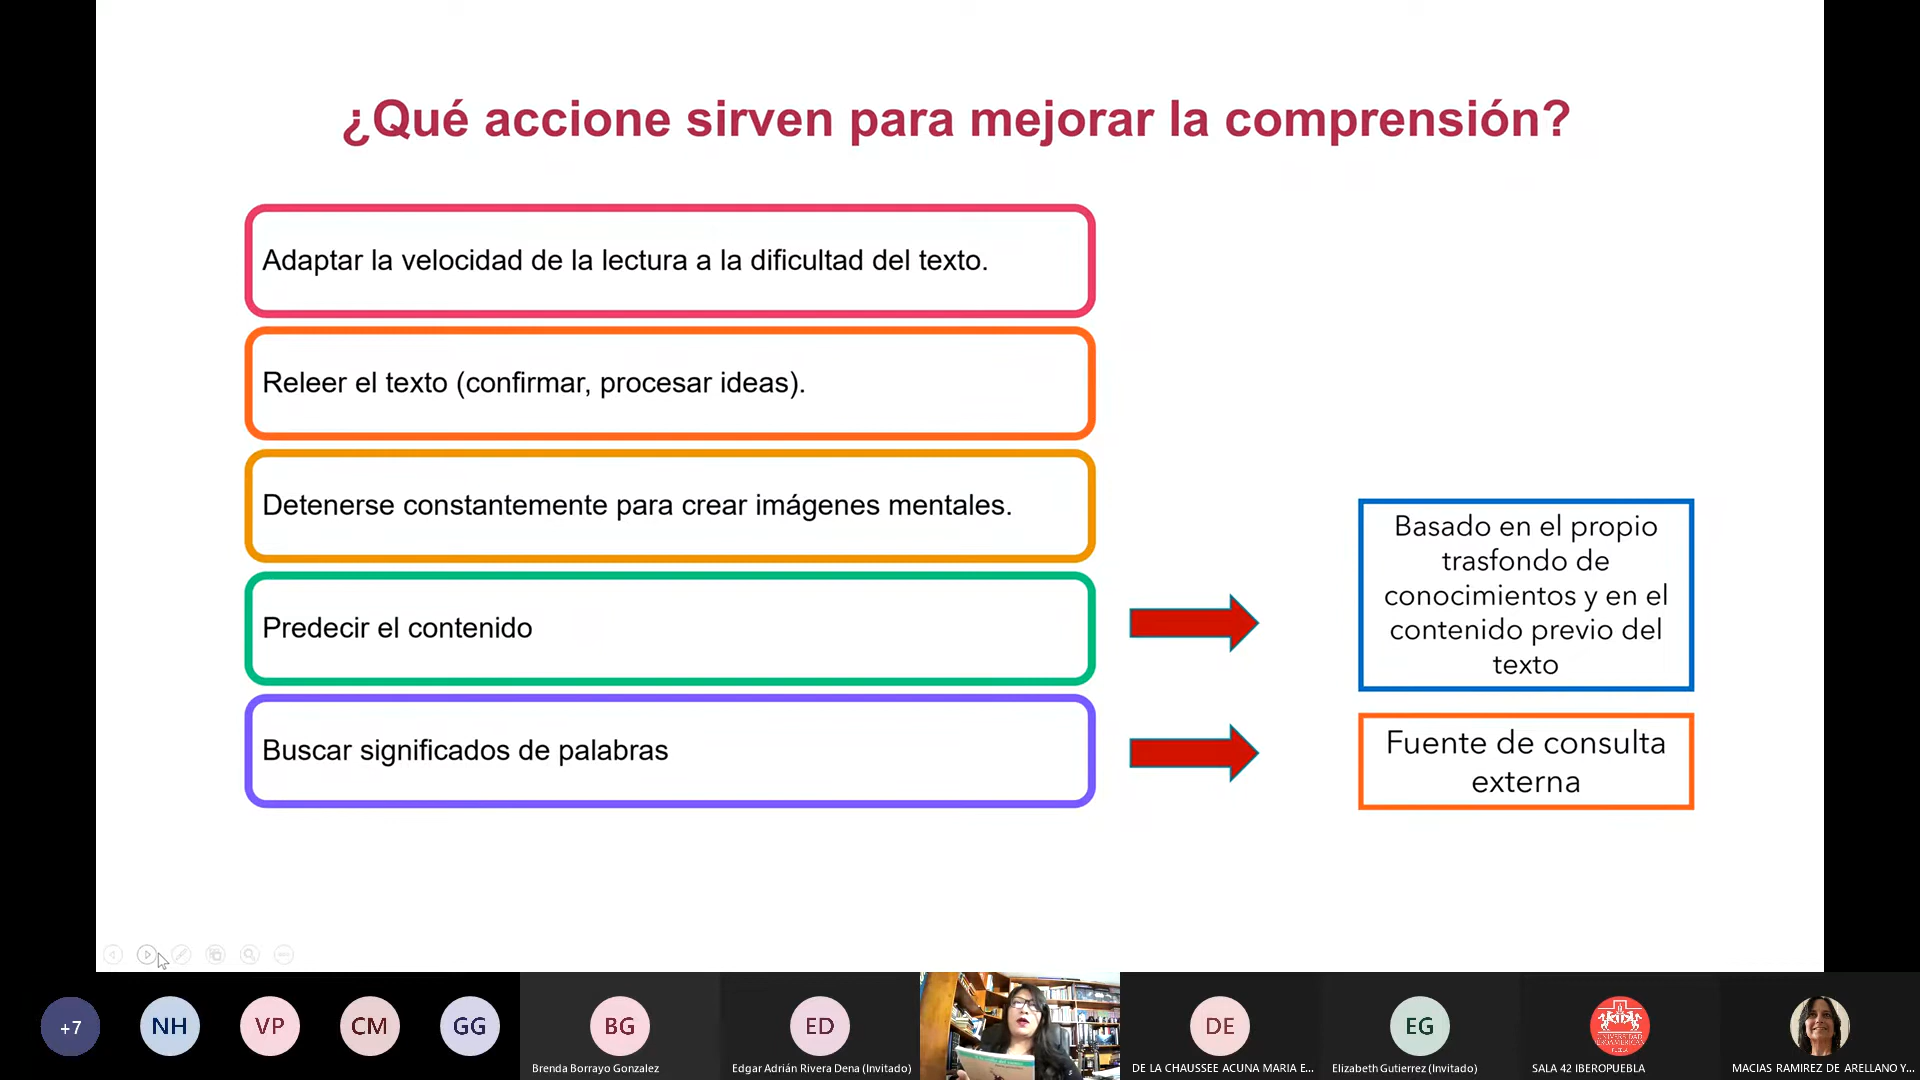 ¿Qué accione sirven para mejorar la comprensión?
Adaptar la velocidad de la lectura a la dificultad del texto.
Releer el texto (confirmar, procesar ideas).
Detenerse constantemente para crear imágenes mentales.
Predecir el contenido
Basado en el propio
trasfondo de
conocimientos y en el
contenido previo del
texto
Buscar significados de palabras
Fuente de consulta
externa
+7
NH
VP
CM
GG
BG
Brenda Borrayo Gonzalez
ED
Edgar Adrián Rivera Dena (Invitado)
DE
DE LA CHAUSSEE ACUNA MARIA E...
EG
Elizabeth Gutierrez (Invitado)
SALA 42 IBEROPUEBLA
MACIAS RAMIREZ DE ARELLANO Y...